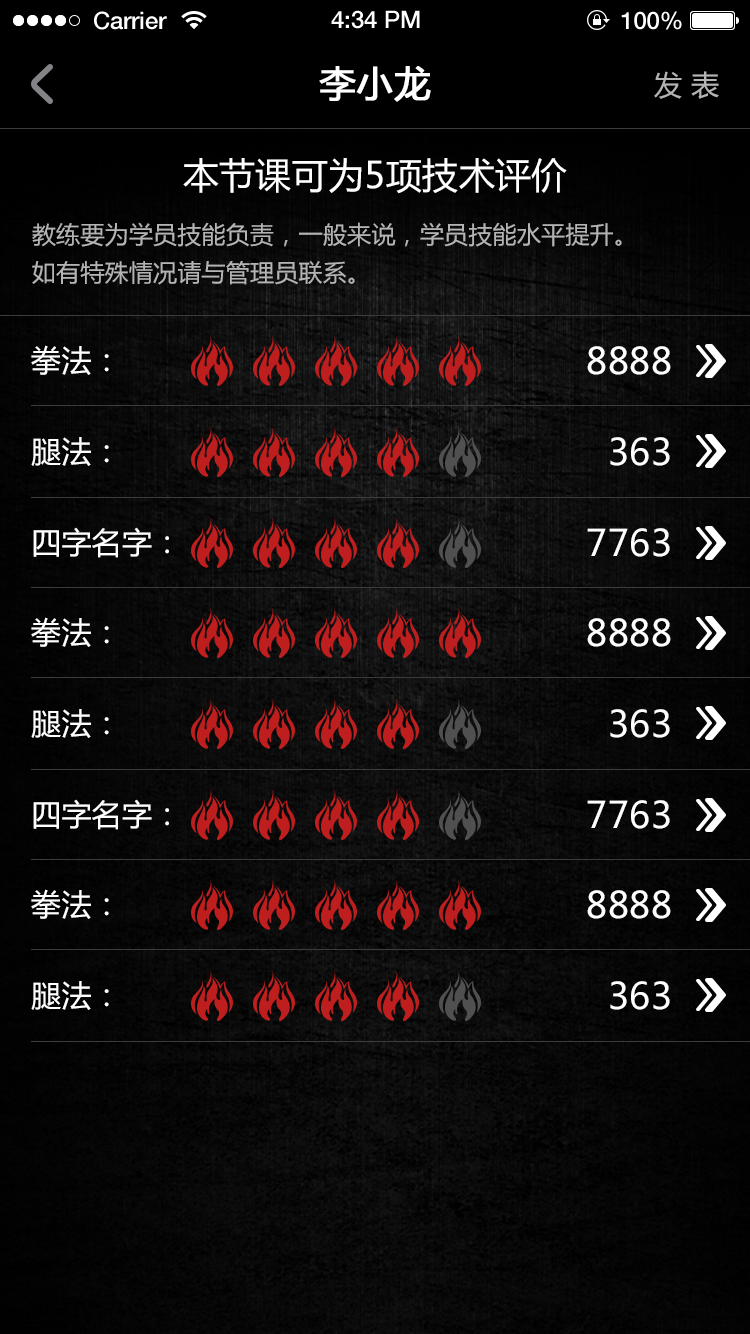 Carrier 4:34 PM 100%
李小龙 发表
本节课可为5项技术评价
教练要为学员技能负责，一般来说，学员技能水平提升。
如有特殊情况请与管理员联系。
拳法： 8888
腿法： 363
四字名字： 7763
拳法： 8888
腿法： 363
四字名字： 7763
拳法： 8888
腿法： 363